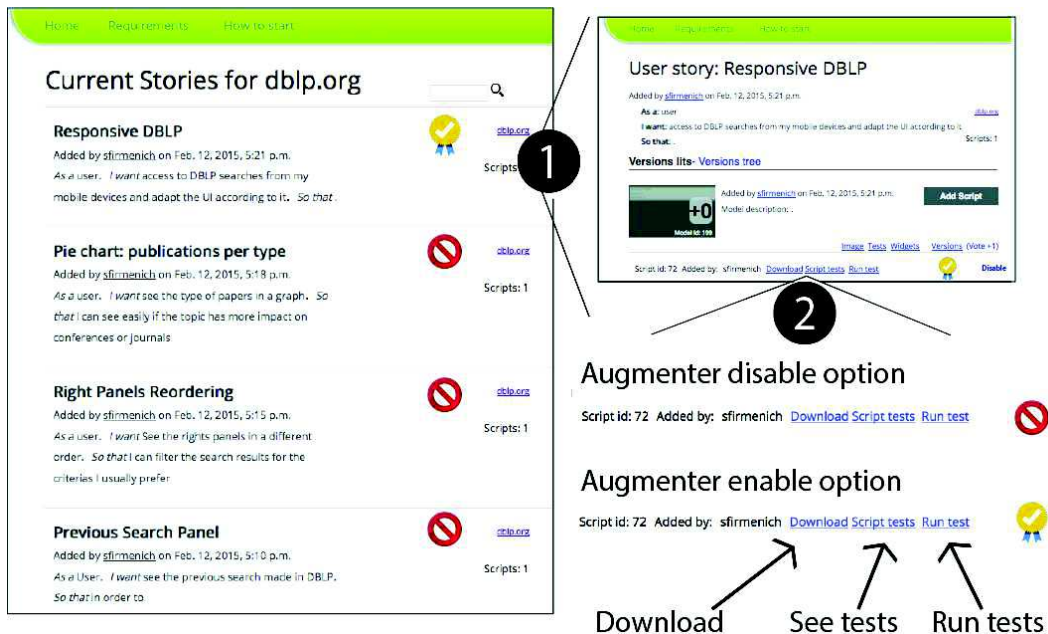 Home Requirements How to start
Current Stories for dblp.org
Responsive DBLP
dblp.org
Added by sfirmenich on Feb. 12, 2015, 5:21 p.m.
As a user. I want access to DBLP searches from my
Scripts:
mobile devices and adapt the UI according to it. So that .
Pie chart: publications per type
dblp.org
Added by sfirmenich on Feb. 12, 2015, 5:18 p.m.
Scripts: 1
As a user. I want see the type of papers in a graph. So
that I can see easily if the topic has more impact on
conferences or journals
Right Panels Reordering
dblp.org
Added by sfirmenich on Feb. 12, 2015, 5:15 p.m.
Scripts: 1
As a user. I want See the rights panels in a different
order. So that I can filter the search results for the
criterias I usually prefer
Previous Search Panel
dblp.org
Added by sfirmenich on Feb. 12, 2015, 5:10 p.m.
Scripts: 1
As a User. I want see the previous search made in DBLP.
So that in order to
1
Home Requirements How to start
User story: Responsive DBLP
Added by sfirmenich on Feb. 12, 2015, 5:21 p.m.
As a: user
dblp.org
I want: access to DBLP searches from my mobile devices and adapt the UI according to it
So that: .
Scripts: 1
Versions lits- Versions tree
Added by sfirmenich on Feb. 12, 2015, 5:21 p.m.
Add Script
+0
Model description: .
Model Id: 199
Image Tests Widgets Versions (Vote +1)
Script id: 72 Added by: sfirmenich Download Script tests Run test
Disable
2
Augmenter disable option
Script id: 72 Added by: sfirmenich Download Script tests Run test
Augmenter enable option
Script id: 72 Added by: sfirmenich Download Script tests Run test
Download See tests Run tests